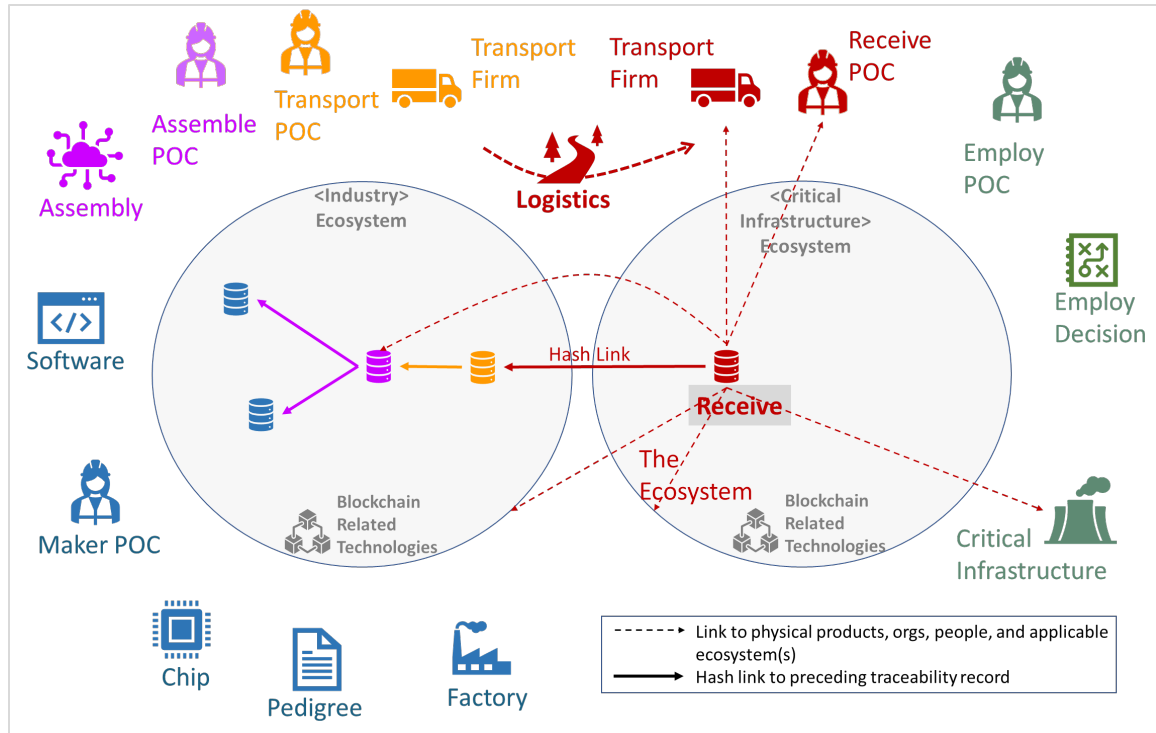 Transport
Firm
Transport
Firm
Receive
POC
Transport
POC
Assemble
POC
Employ
POC
Assembly
Logistics
<Industry>
Ecosystem
<Critical
Infrastructure>
Ecosystem
Employ
Decision
Software
Hash Link
Receive
The
Ecosystem
Blockchain
Related
Technologies
Blockchain
Related
Technologies
Maker POC
Critical
Infrastructure
Chip
Pedigree
Factory
Link to physical products, orgs, people, and applicable
ecosystem(s)
Hash link to preceding traceability record